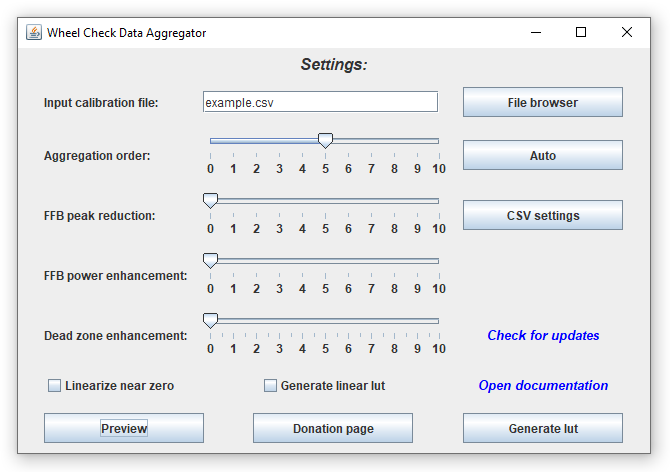 Wheel Check Data Aggregator
Settings:
Input calibration file: example.csv File browser
Aggregation order: Auto
0 1 2 3 4 5 6 7 8 9 10
FFB peak reduction: CSV settings
0 1 2 3 4 5 6 7 8 9 10
FFB power enhancement:
0 1 2 3 4 5 6 7 8 9 10
Dead zone enhancement: Check for updates
0 1 2 3 4 5 6 7 8 9 10
Linearize near zero Generate linear lut Open documentation
Preview Donation page Generate lut